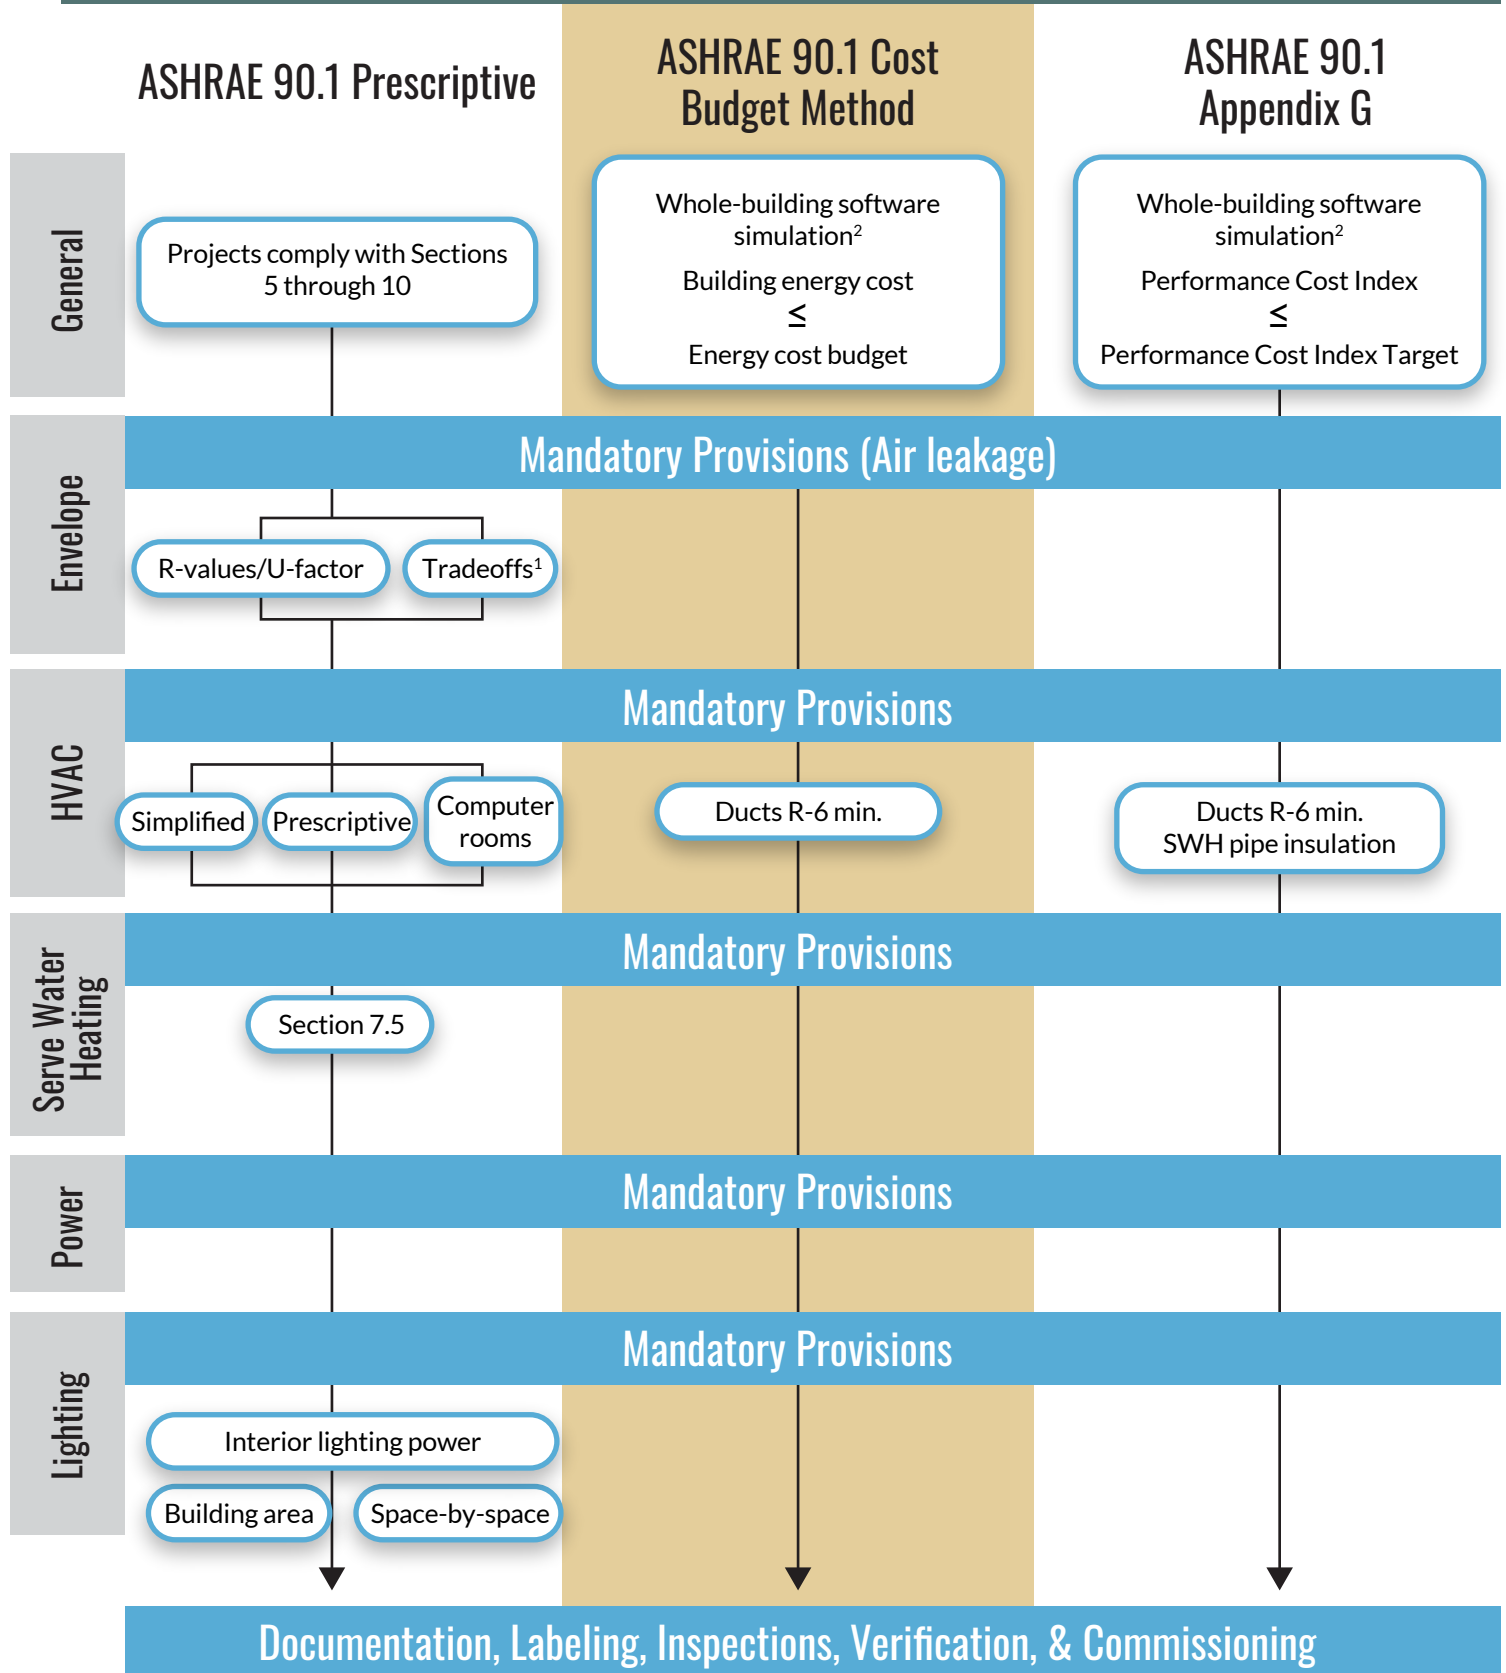 ASHRAE 90.1 Prescriptive
ASHRAE 90.1 Cost
Budget Method
ASHRAE 90.1
Appendix G
General
Projects comply with Sections
5 through 10
Whole-building software
simulation²
Building energy cost
≤
Energy cost budget
Whole-building software
simulation²
Performance Cost Index
≤
Performance Cost Index Target
Envelope
Mandatory Provisions (Air leakage)
R-values/U-factor
Tradeoffs¹
HVAC
Mandatory Provisions
Simplified
Prescriptive
Computer
rooms
Ducts R-6 min.
Ducts R-6 min.
SWH pipe insulation
Serve Water
Heating
Mandatory Provisions
Section 7.5
Power
Mandatory Provisions
Lighting
Mandatory Provisions
Interior lighting power
Building area
Space-by-space
Documentation, Labeling, Inspections, Verification, & Commissioning